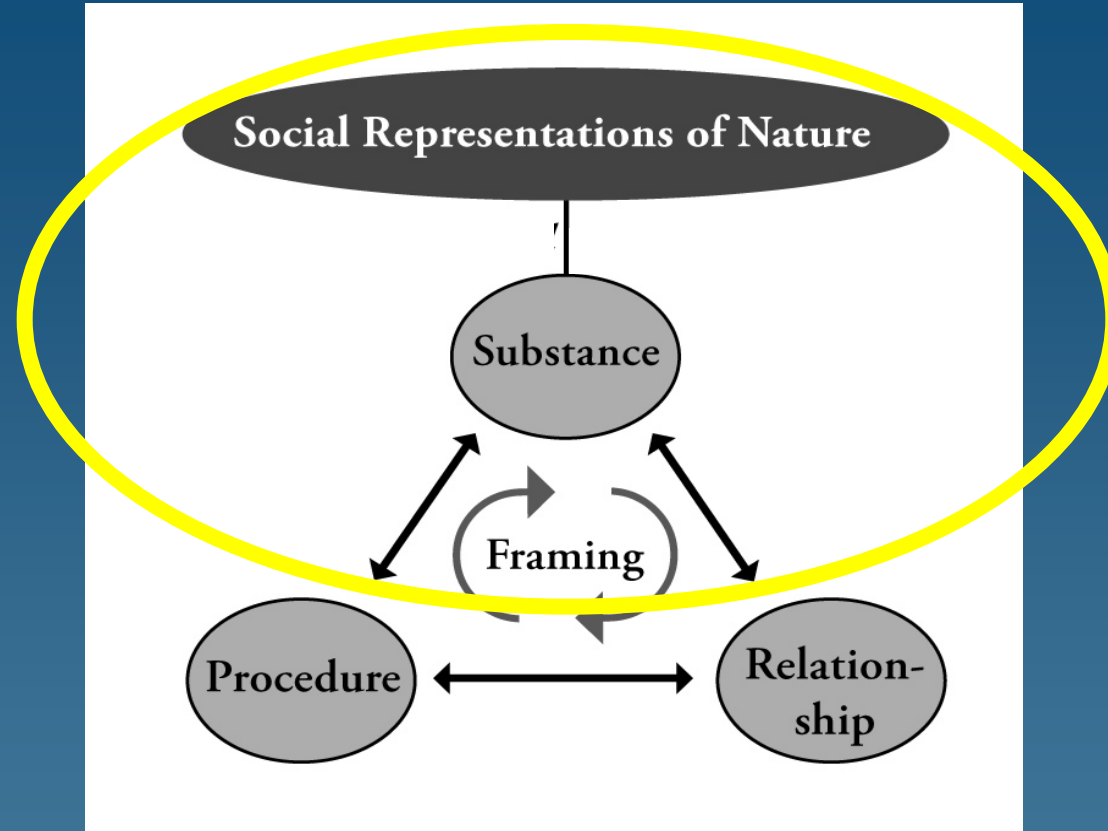 Social Representations of Nature
Substance
Framing
Procedure
Relation-
ship